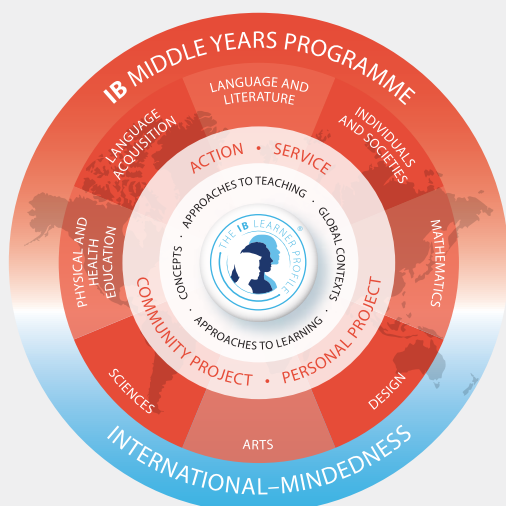 IB MIDDLE YEARS PROGRAMME
LANGUAGE AND
LITERATURE
INDIVIDUALS
AND SOCIETIES
MATHEMATICS
DESIGN
ARTS
SCIENCES
PHYSICAL AND
HEALTH
EDUCATION
LANGUAGE
ACQUISITION
ACTION • SERVICE
COMMUNITY PROJECT • PERSONAL PROJECT
APPROACHES TO TEACHING · GLOBAL CONTEXTS · APPROACHES TO LEARNING · CONCEPTS ·
THE IB LEARNER PROFILE ®
INTERNATIONAL–MINDEDNESS